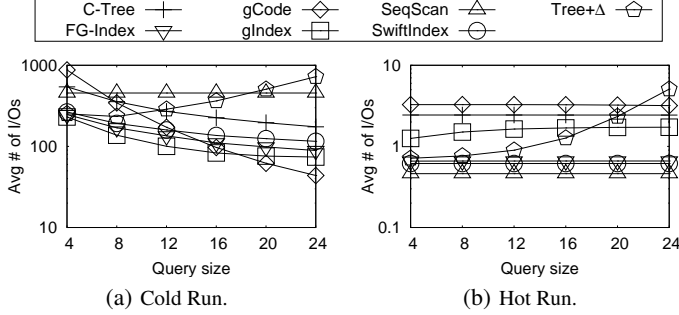 C-Tree gCode SeqScan Tree+Δ
FG-Index gIndex SwiftIndex
1000
100
10
Avg # of I/Os
4 8 12 16 20 24
Query size
(a) Cold Run.
10
1
0.1
Avg # of I/Os
4 8 12 16 20 24
Query size
(b) Hot Run.